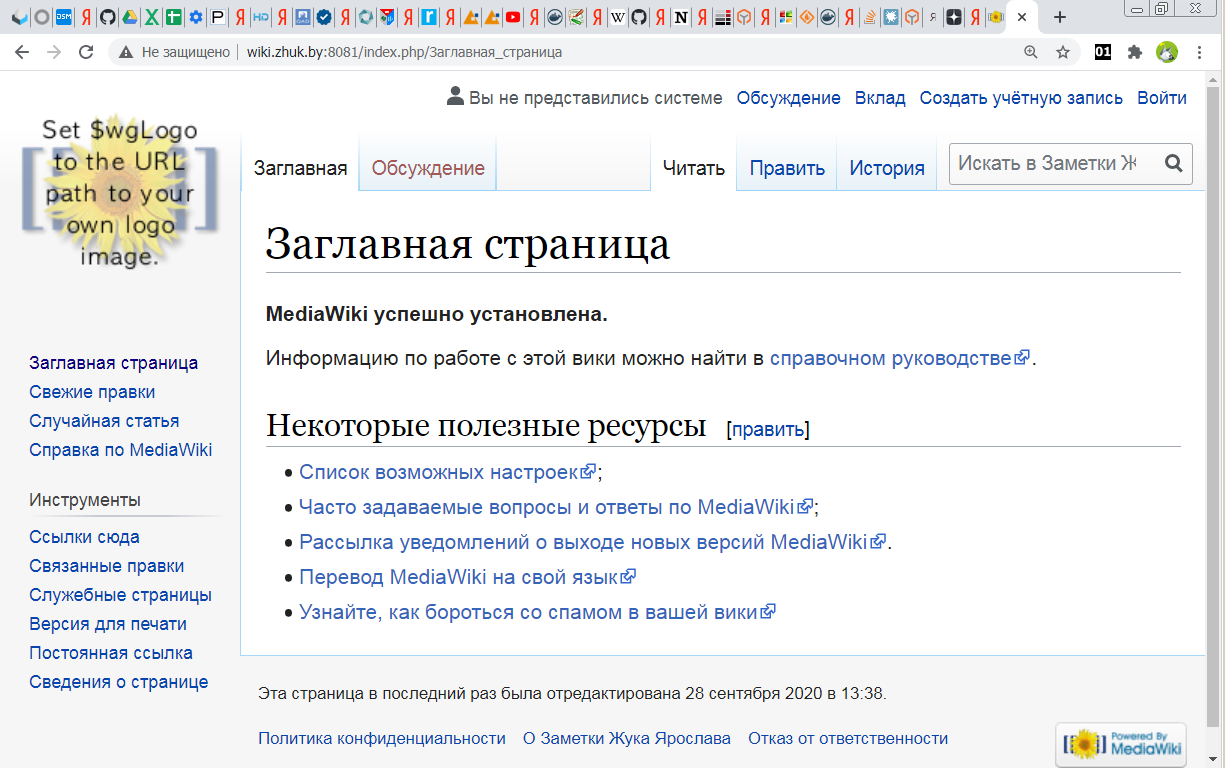 Не защищено wiki.zhuk.by:8081/index.php/Заглавная_страница
01
Вы не представились системе Обсуждение Вклад Создать учётную запись Войти
Set $wgLogo
to the URL
path to your
own logo
image.
Заглавная Обсуждение Читать Править История Искать в Заметки Ж
Заглавная страница
MediaWiki успешно установлена.
Информацию по работе с этой вики можно найти в справочном руководстве.
Некоторые полезные ресурсы [править]
• Список возможных настроек;
• Часто задаваемые вопросы и ответы по MediaWiki;
• Рассылка уведомлений о выходе новых версий MediaWiki.
• Перевод MediaWiki на свой язык
• Узнайте, как бороться со спамом в вашей вики
Заглавная страница
Свежие правки
Случайная статья
Справка по MediaWiki
Инструменты
Ссылки сюда
Связанные правки
Служебные страницы
Версия для печати
Постоянная ссылка
Сведения о странице
Эта страница в последний раз была отредактирована 28 сентября 2020 в 13:38.
Политика конфиденциальности О Заметки Жука Ярослава Отказ от ответственности
Powered By
MediaWiki